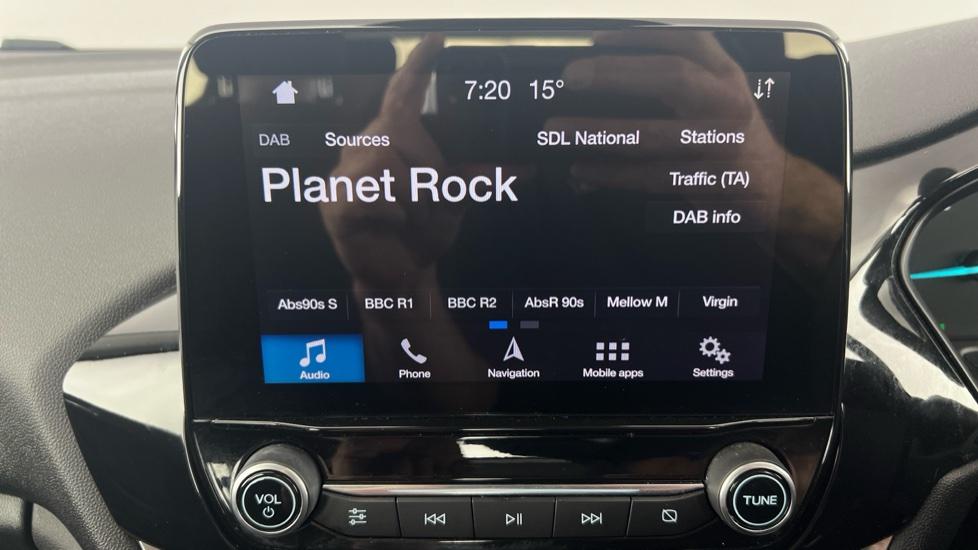 7:20 15°
DAB Sources SDL National Stations
Planet Rock
Traffic (TA)
DAB info
Abs90s S BBC R1 BBC R2 AbsR 90s Mellow M Virgin
Audio Phone Navigation Mobile apps Settings
VOL
TUNE